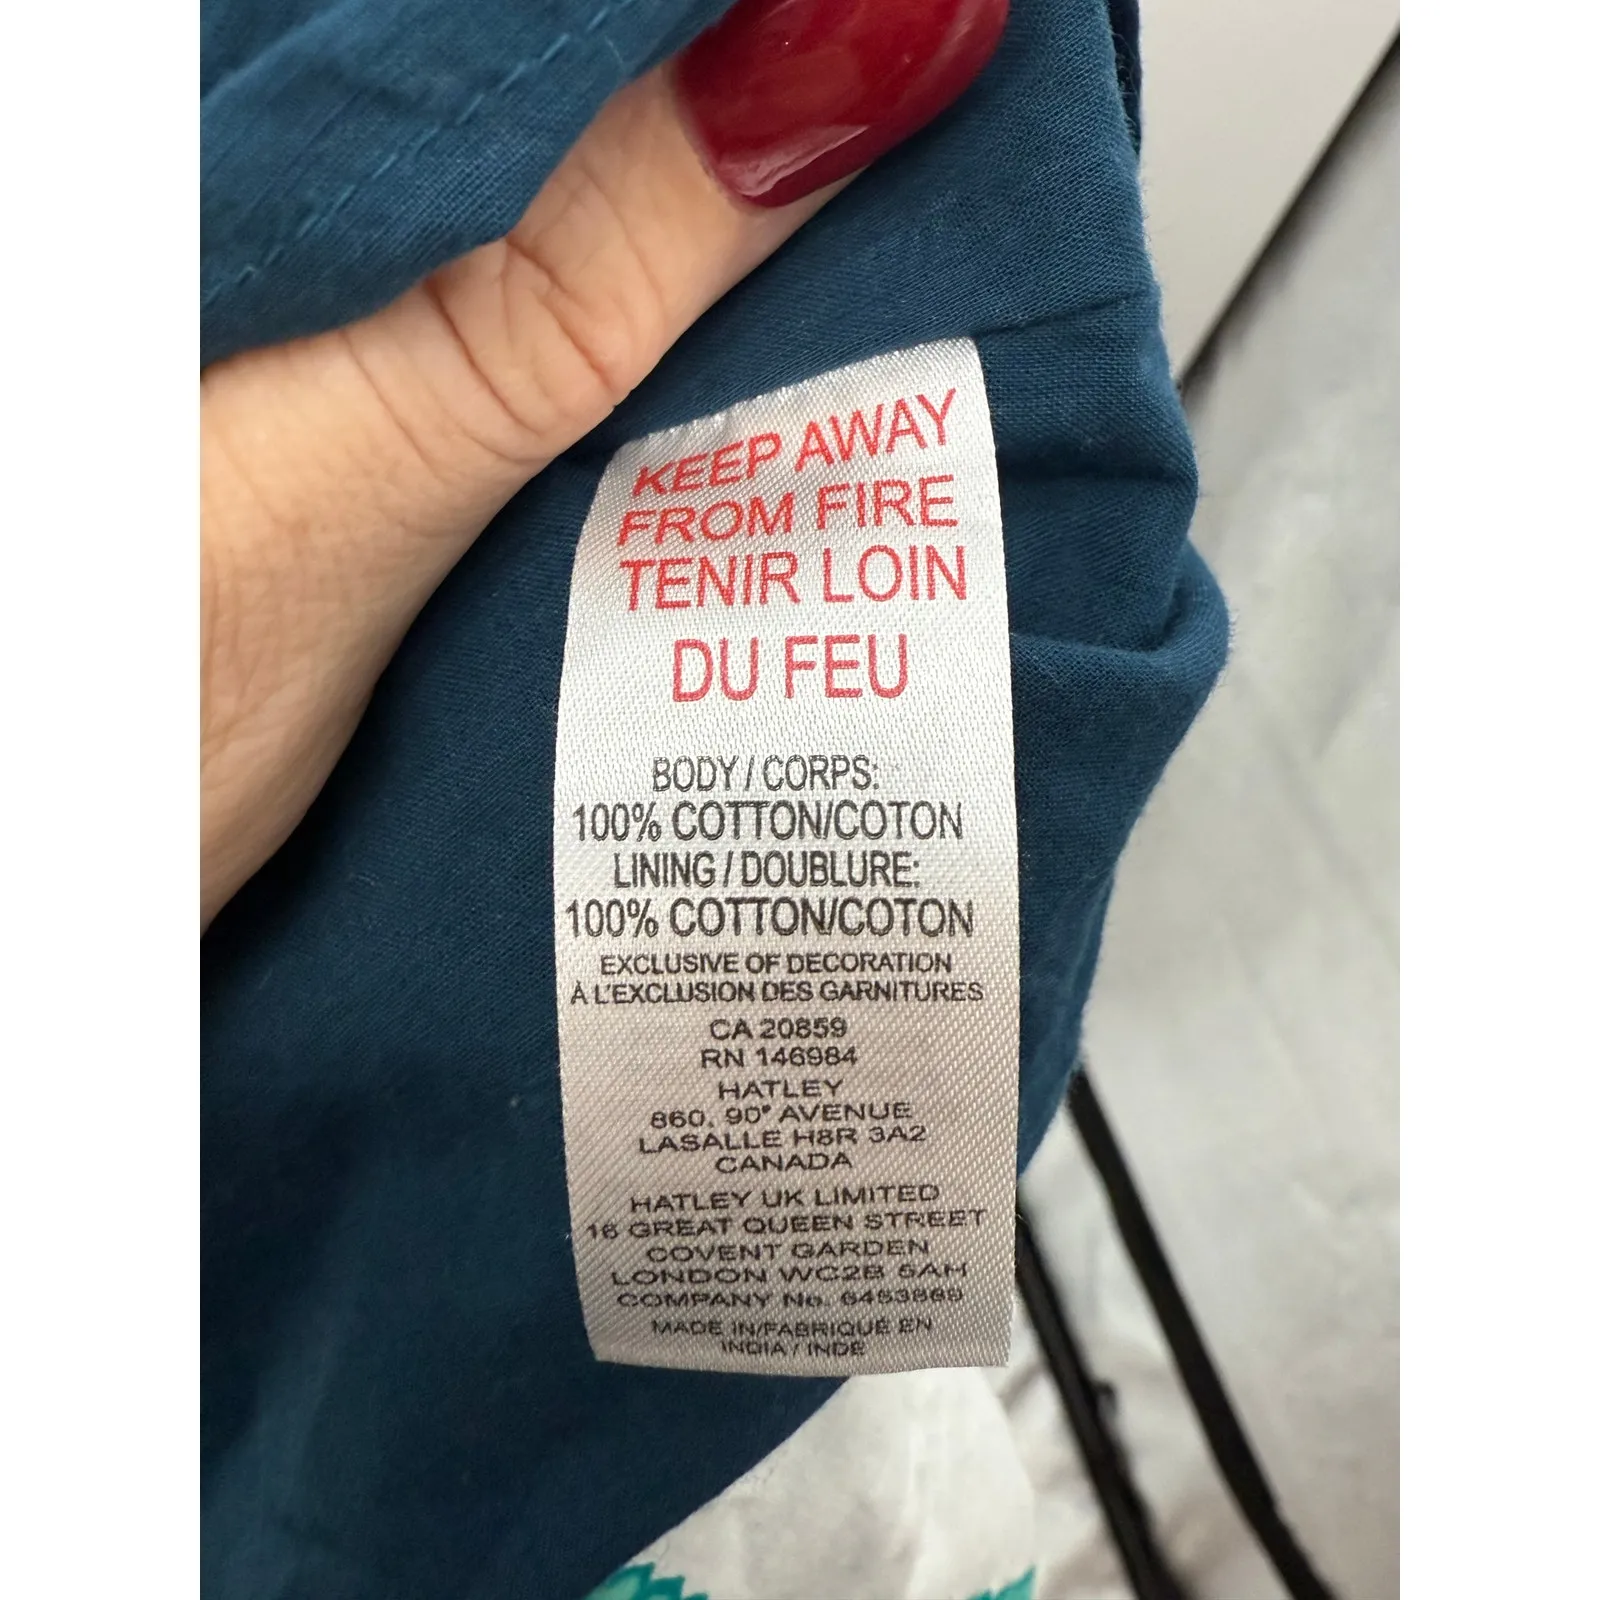 KEEP AWAY
FROM FIRE
TENIR LOIN
DU FEU
BODY / CORPS:
100% COTTON/COTON
LINING / DOUBLURE:
100% COTTON/COTON
EXCLUSIVE OF DECORATION
À L'EXCLUSION DES GARNITURES
CA 20859
RN 146984
HATLEY
860, 90e AVENUE
LASALLE H8R 3A2
CANADA
HATLEY UK LIMITED
16 GREAT QUEEN STREET
COVENT GARDEN
LONDON WC2B 5AH
COMPANY No.
MADE IN/FABRIQUÉ EN
INDIA / INDE